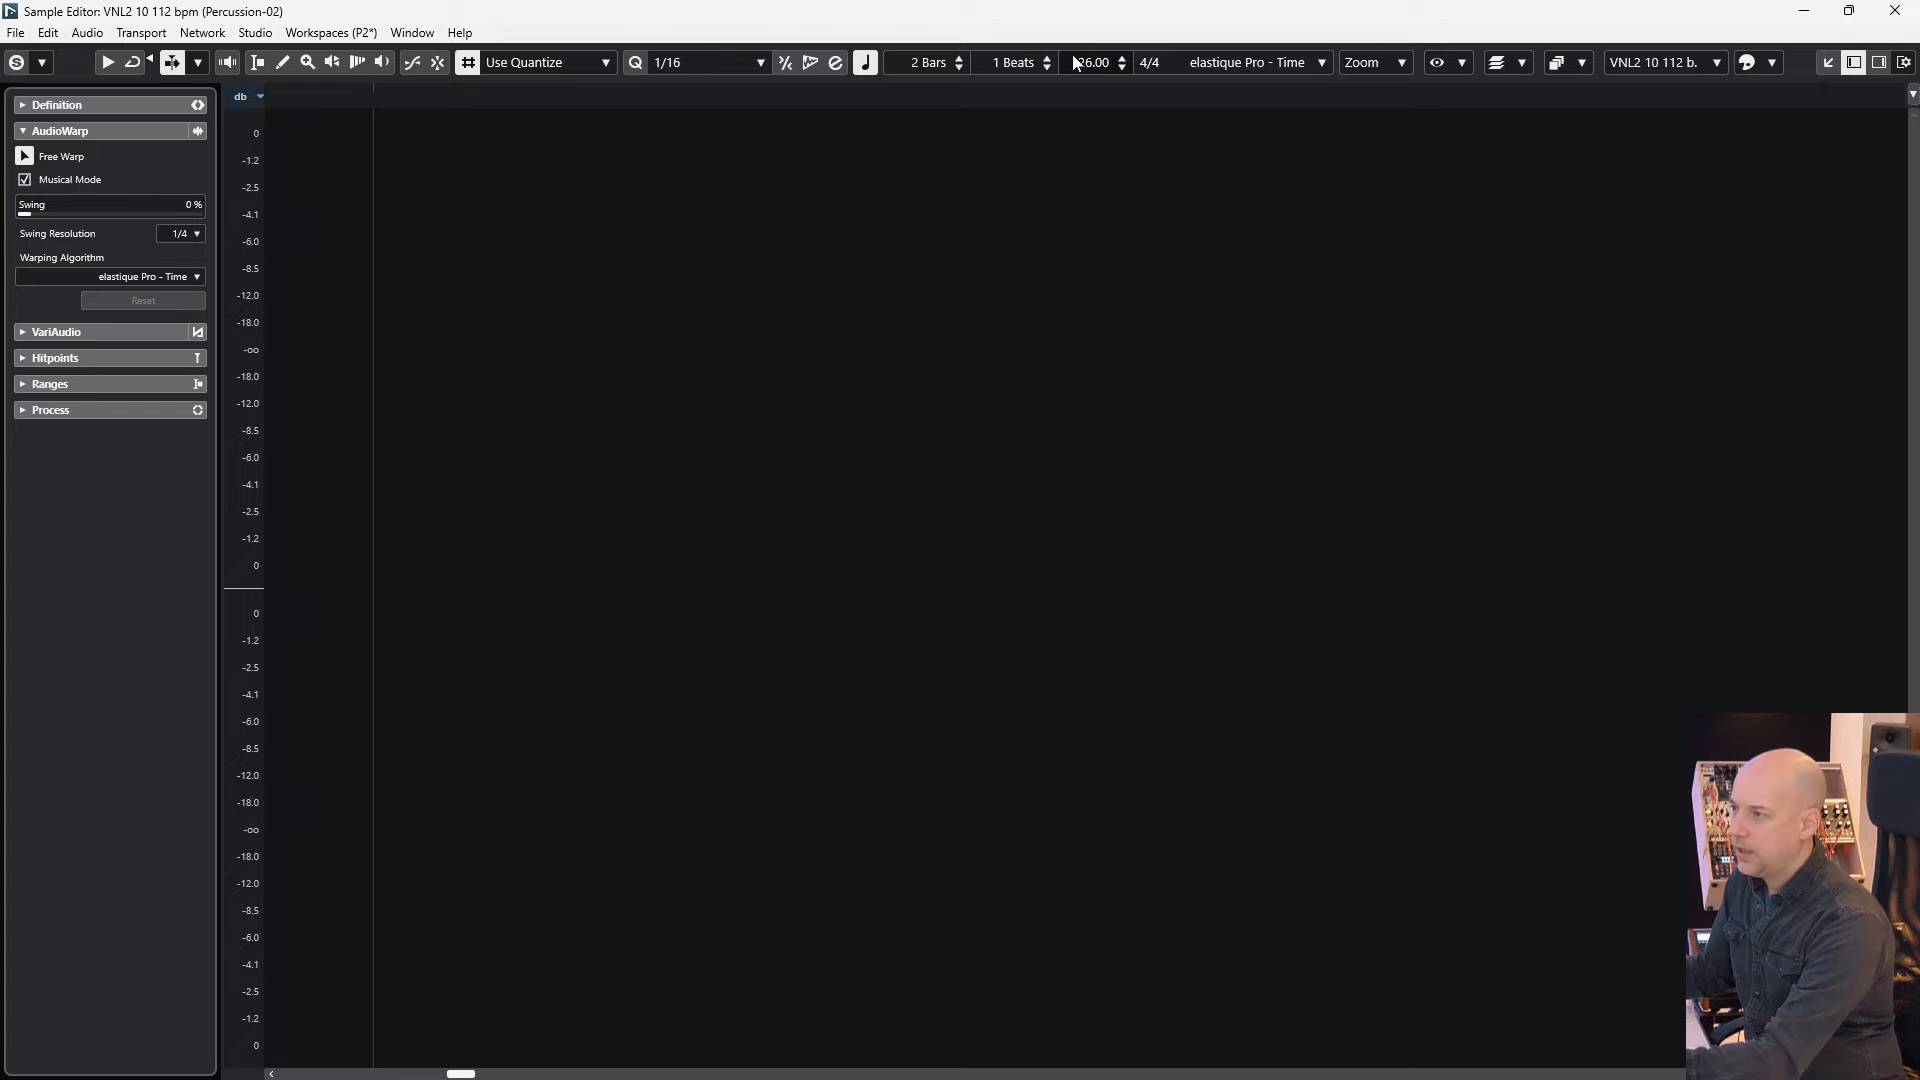 Sample Editor: VNL2 10 112 bpm (Percussion-02)
File Edit Audio Transport Network Studio Workspaces (P2*) Window Help
Use Quantize 1/16 2 Bars 1 Beats 4/4 elastique Pro - Time Zoom VNL2 10 112 b.
db
Definition
AudioWarp
Free Warp
Musical Mode
Swing 0 %
Swing Resolution 1/4
Warping Algorithm
elastique Pro - Time
Reset
VariAudio
Hitpoints
Ranges
Process
0
-1.2
-2.5
-4.1
-6.0
-8.5
-12.0
-18.0
-oo
-18.0
-12.0
-8.5
-6.0
-4.1
-2.5
-1.2
0
0
-1.2
-2.5
-4.1
-6.0
-8.5
-12.0
-18.0
-oo
-18.0
-12.0
-8.5
-6.0
-4.1
-2.5
-1.2
0